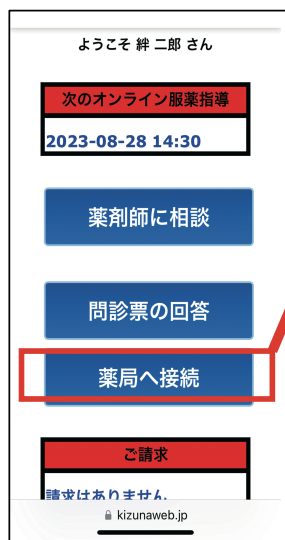 ようこそ 絆 二郎 さん
次のオンライン服薬指導
2023-08-28 14:30
薬剤師に相談
問診票の回答
薬局へ接続
ご請求
請求はありません
kizunaweb.jp